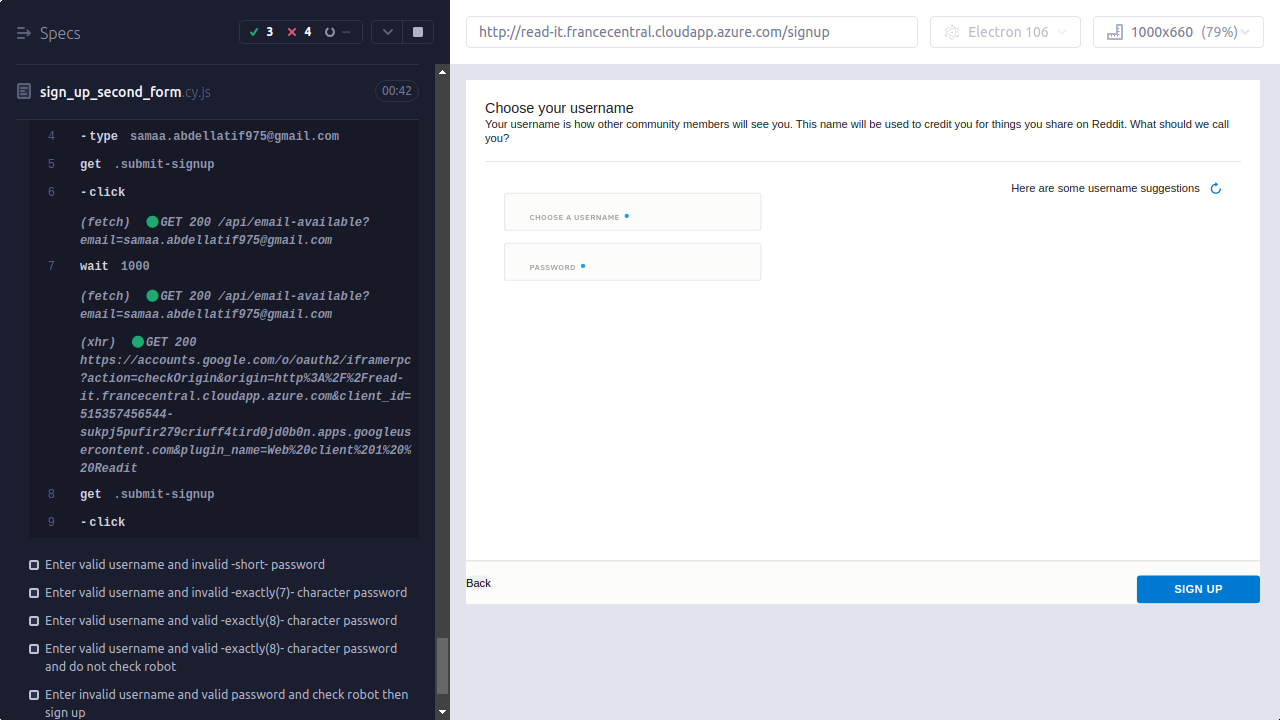 Specs
3
4
--
sign_up_second_form.cy.js
00:42
4 -type samaa.abdellatif975@gmail.com
5 get .submit-signup
6 -click
(fetch) GET 200 /api/email-available?
email=samaa.abdellatif975@gmail.com
7 wait 1000
(fetch) GET 200 /api/email-available?
email=samaa.abdellatif975@gmail.com
(xhr) GET 200
https://accounts.google.com/o/oauth2/iframerpc
?action=checkOrigin&origin=http%3A%2F%2Fread-
it.francecentral.cloudapp.azure.com&client_id=
515357456544-
sukpj5pufir279criuff4tird0jd0b0n.apps.googleus
ercontent.com&plugin_name=Web%20client%201%20%
20Readit
8 get .submit-signup
9 -click
Enter valid username and invalid -short- password
Enter valid username and invalid -exactly(7)- character password
Enter valid username and valid -exactly(8)- character password
Enter valid username and valid -exactly(8)- character password
and do not check robot
Enter invalid username and valid password and check robot then
sign up
http://read-it.francecentral.cloudapp.azure.com/signup
Electron 106
1000x660 (79%)
Choose your username
Your username is how other community members will see you. This name will be used to credit you for things you share on Reddit. What should we call
you?
Here are some username suggestions
CHOOSE A USERNAME
PASSWORD
Back
SIGN UP